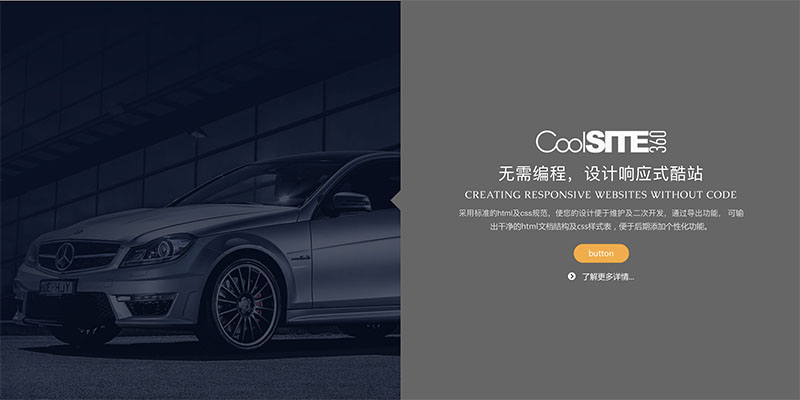 CoolSITE360
无需编程，设计响应式酷站
CREATING RESPONSIVE WEBSITES WITHOUT CODE
采用标准的html及css规范，使您的设计便于维护及二次开发，通过导出功能， 可输
出干净的html文档结构及css样式表，便于后期添加个性化功能。
button
了解更多详情...